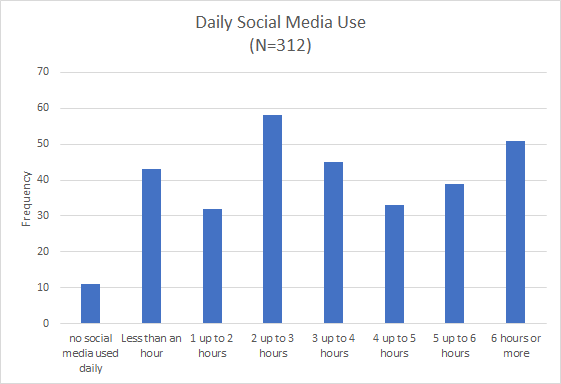 Daily Social Media Use
(N=312)
Frequency
70
60
50
40
30
20
10
0
no social
media used
daily
Less than an
hour
1 up to 2
hours
2 up to 3
hours
3 up to 4
hours
4 up to 5
hours
5 up to 6
hours
6 hours or
more